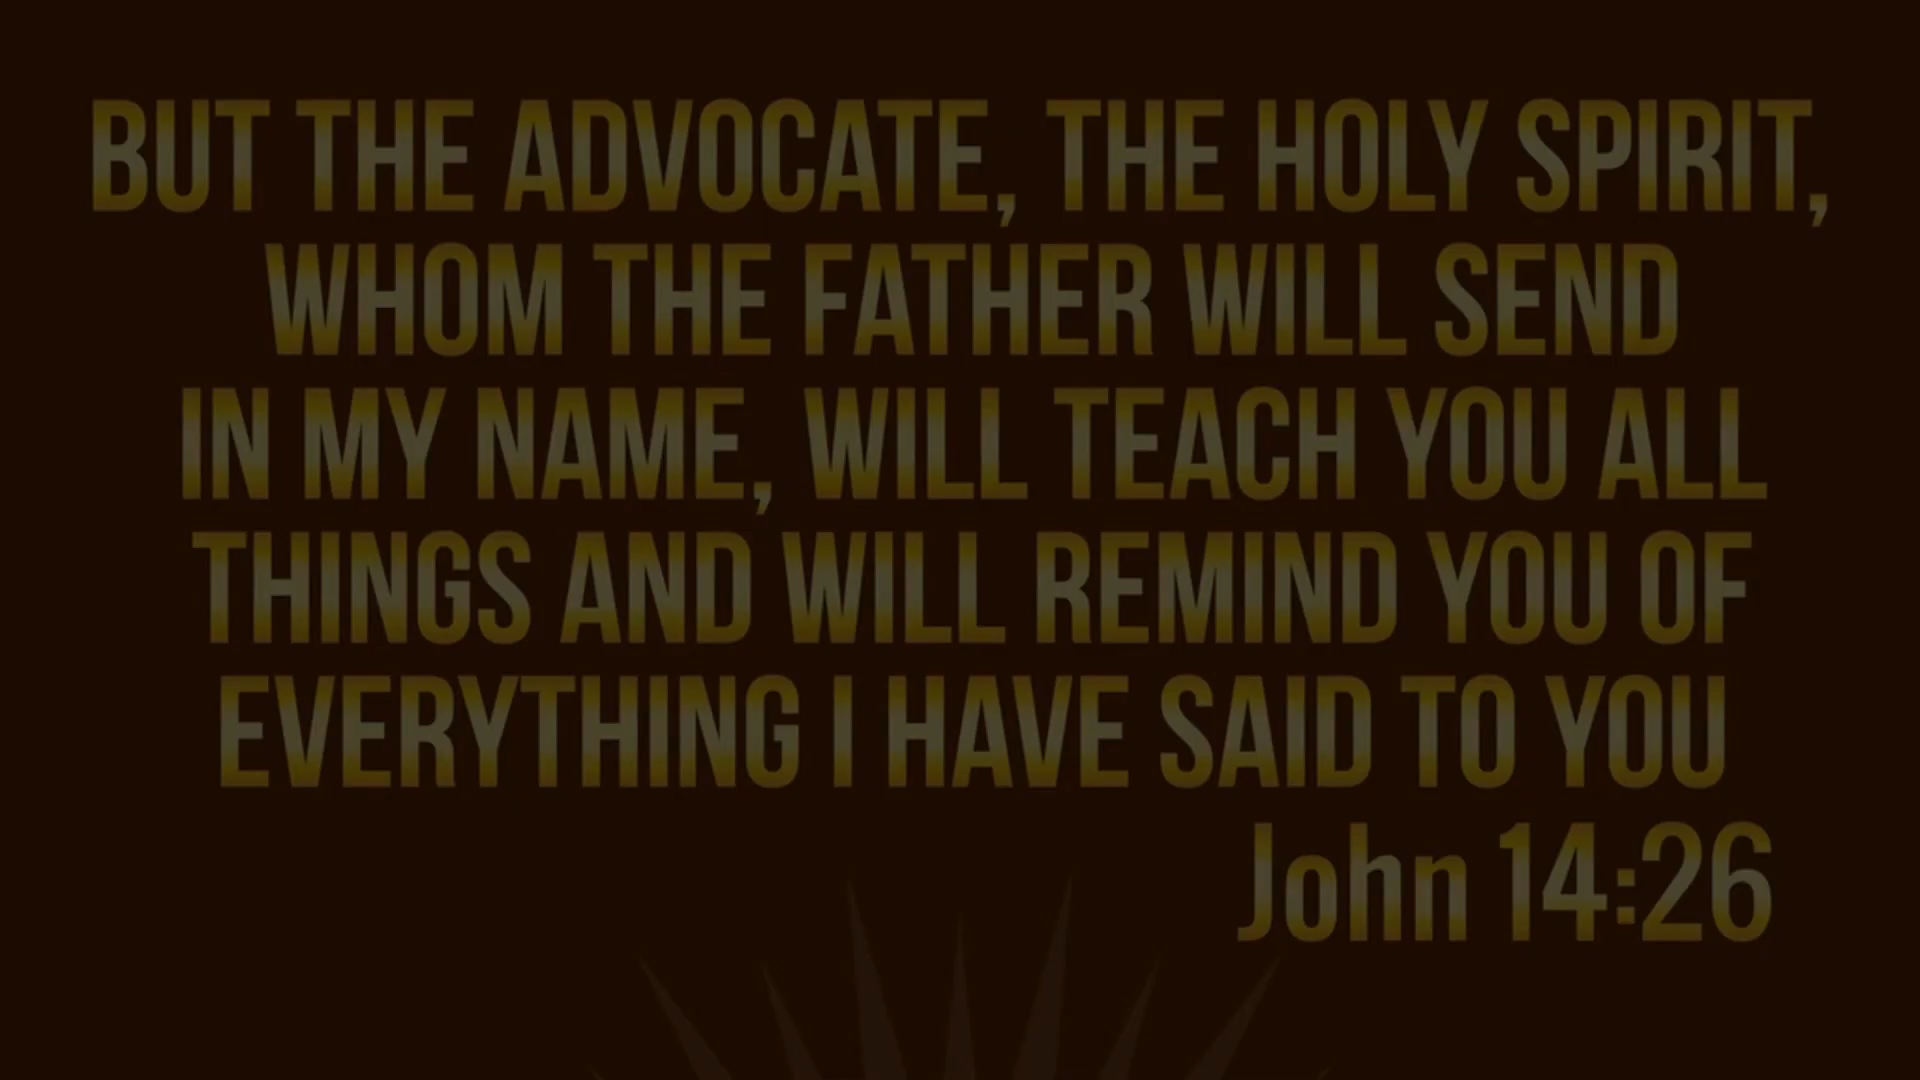 BUT THE ADVOCATE, THE HOLY SPIRIT,
WHOM THE FATHER WILL SEND
IN MY NAME, WILL TEACH YOU ALL
THINGS AND WILL REMIND YOU OF
EVERYTHING I HAVE SAID TO YOU
John 14:26